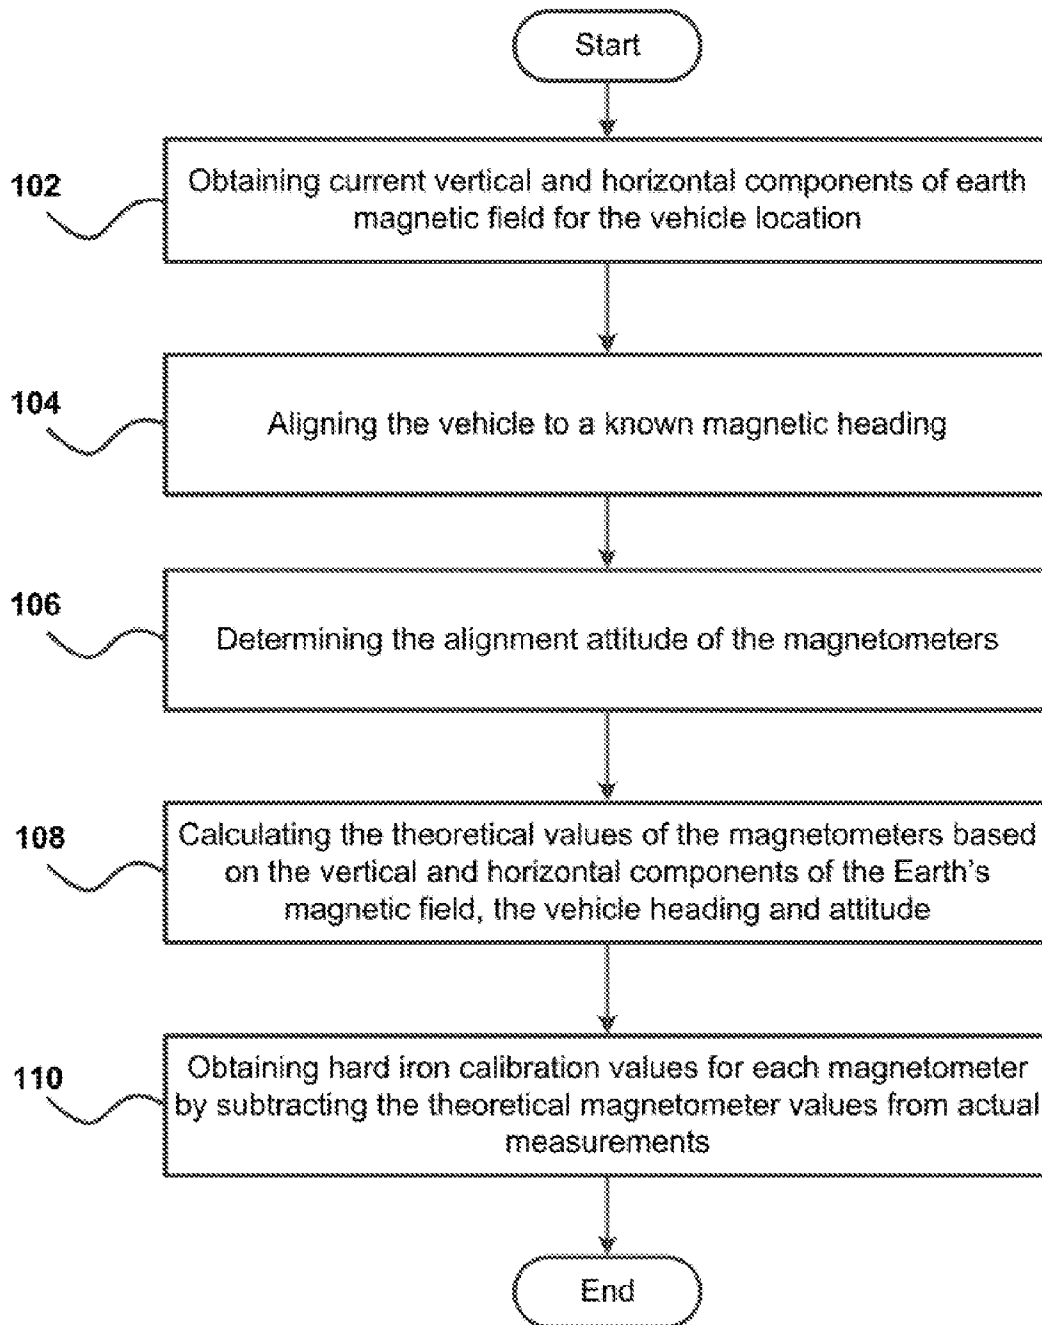 Start
102
Obtaining current vertical and horizontal components of earth
magnetic field for the vehicle location
104
Aligning the vehicle to a known magnetic heading
106
Determining the alignment attitude of the magnetometers
108
Calculating the theoretical values of the magnetometers based
on the vertical and horizontal components of the Earth's
magnetic field, the vehicle heading and attitude
110
Obtaining hard iron calibration values for each magnetometer
by subtracting the theoretical magnetometer values from actual
measurements
End